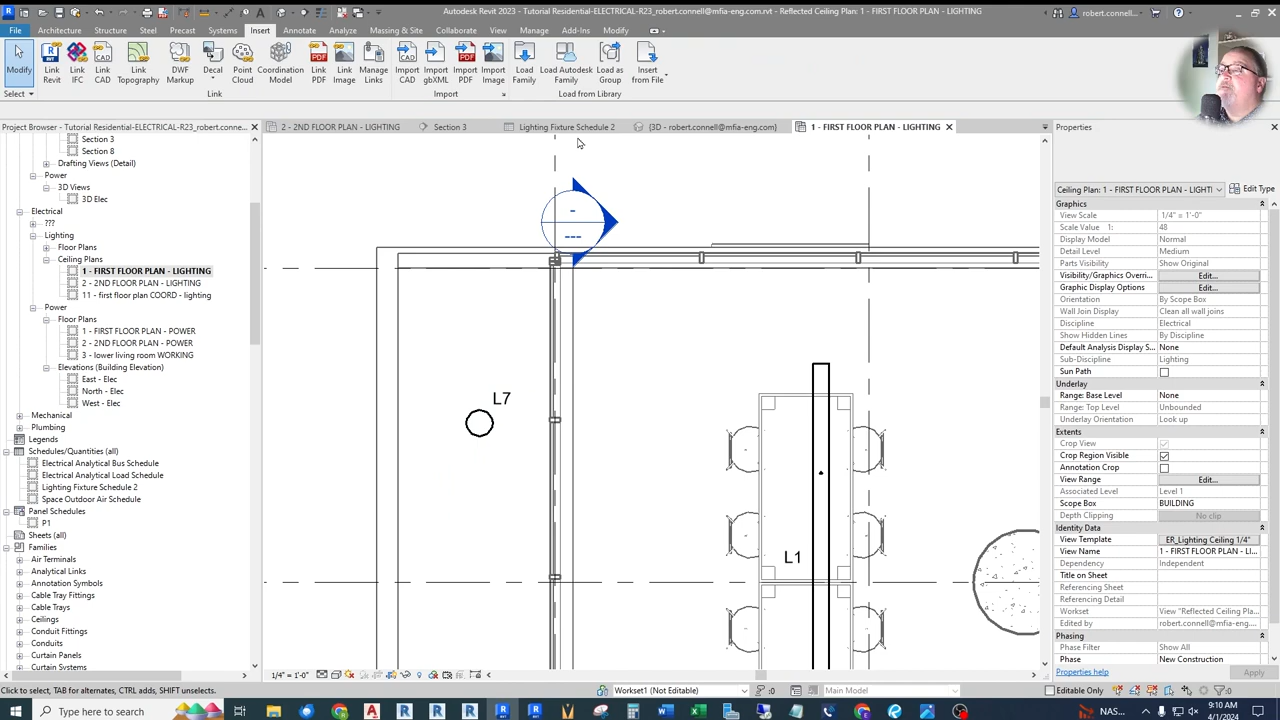 Autodesk Revit 2023 - Tutorial Residential-ELECTRICAL-R23_robert.connell@mfia-eng.com.rvt - Reflected Ceiling Plan: 1 - FIRST FLOOR PLAN - LIGHTING
robert.connell...
File Architecture Structure Steel Precast Systems Insert Annotate Analyze Massing & Site Collaborate View Manage Add-Ins Modify
Modify
Link Revit
Link IFC
Link CAD
Link Topography
DWF Markup
Decal
Point Cloud
Coordination Model
Link PDF
Link Image
Manage Links
Import CAD
Import gbXML
Import PDF
Import Image
Load Family
Load Autodesk Family
Load as Group
Insert from File
Select
Link
Import
Load from Library
Project Browser - Tutorial Residential-ELECTRICAL-R23_robert.connell@mfia-en...
2 - 2ND FLOOR PLAN - LIGHTING
Section 3
Lighting Fixture Schedule 2
{3D - robert.connell@mfia-eng.com}
1 - FIRST FLOOR PLAN - LIGHTING
Properties
Section 3
Section 8
Drafting Views (Detail)
Power
3D Views
3D Elec
Electrical
???
Lighting
Floor Plans
Ceiling Plans
1 - FIRST FLOOR PLAN - LIGHTING
2 - 2ND FLOOR PLAN - LIGHTING
11 - first floor plan COORD - lighting
Power
Floor Plans
1 - FIRST FLOOR PLAN - POWER
2 - 2ND FLOOR PLAN - POWER
3 - lower living room WORKING
Elevations (Building Elevation)
East - Elec
North - Elec
West - Elec
Mechanical
Plumbing
Legends
Schedules/Quantities (all)
Electrical Analytical Bus Schedule
Electrical Analytical Load Schedule
Lighting Fixture Schedule 2
Space Outdoor Air Schedule
Panel Schedules
P1
Sheets (all)
Families
Air Terminals
Analytical Links
Annotation Symbols
Cable Tray Fittings
Cable Trays
Ceilings
Conduit Fittings
Conduits
Curtain Panels
Curtain Systems
-
---
L7
L1
Ceiling Plan: 1 - FIRST FLOOR PLAN - LIGHTI
Edit Type
Graphics
View Scale 1/4" = 1'-0"
Scale Value 1: 48
Display Model Normal
Detail Level Medium
Parts Visibility Show Original
Visibility/Graphics Overri... Edit...
Graphic Display Options Edit...
Orientation By Scope Box
Wall Join Display Clean all wall joins
Discipline Electrical
Show Hidden Lines By Discipline
Default Analysis Display S... None
Sub-Discipline Lighting
Sun Path
Underlay
Range: Base Level None
Range: Top Level Unbounded
Underlay Orientation Look up
Extents
Crop View
Crop Region Visible
Annotation Crop
View Range Edit...
Associated Level Level 1
Scope Box BUILDING
Depth Clipping No clip
Identity Data
View Template ER_Lighting Ceiling 1/4"
View Name 1 - FIRST FLOOR PLAN - LI...
Dependency Independent
Title on Sheet
Referencing Sheet
Referencing Detail
Workset View "Reflected Ceiling Pla...
Edited by robert.connell@mfia-eng...
Phasing
Phase Filter Show All
Phase New Construction
Properties help
Apply
1/4" = 1'-0"
Click to select, TAB for alternates, CTRL adds, SHIFT unselects.
Workset1 (Not Editable)
:0
Main Model
Editable Only
:0
Type here to search
NAS...
9:10 AM
4/1/2024